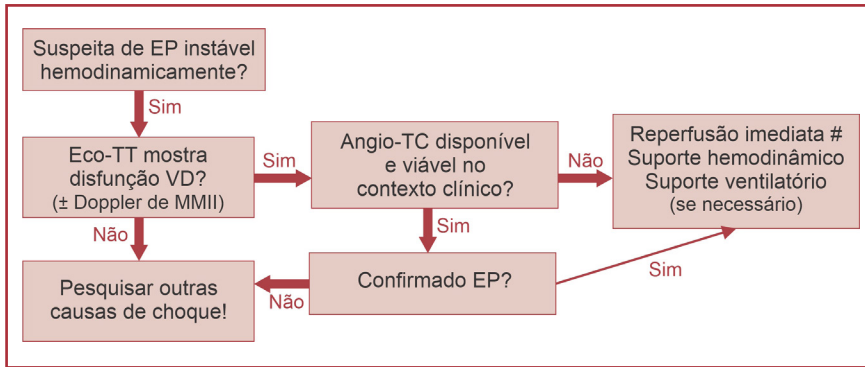 Suspeita de EP instável
hemodinamicamente?
Sim
Eco-TT mostra
disfunção VD?
(± Doppler de MMII)
Sim
Angio-TC disponível
e viável no
contexto clínico?
Não
Reperfusão imediata #
Suporte hemodinâmico
Suporte ventilatório
(se necessário)
Não
Sim
Pesquisar outras
causas de choque!
Não
Confirmado EP?
Sim